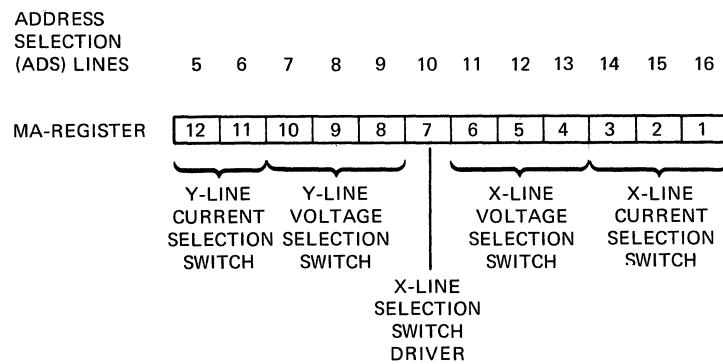 ADDRESS
SELECTION
(ADS) LINES 5 6 7 8 9 10 11 12 13 14 15 16
MA-REGISTER 12 11 10 9 8 7 6 5 4 3 2 1
Y-LINE
CURRENT
SELECTION
SWITCH
Y-LINE
VOLTAGE
SELECTION
SWITCH
X-LINE
VOLTAGE
SELECTION
SWITCH
X-LINE
CURRENT
SELECTION
SWITCH
X-LINE
SELECTION
SWITCH
DRIVER